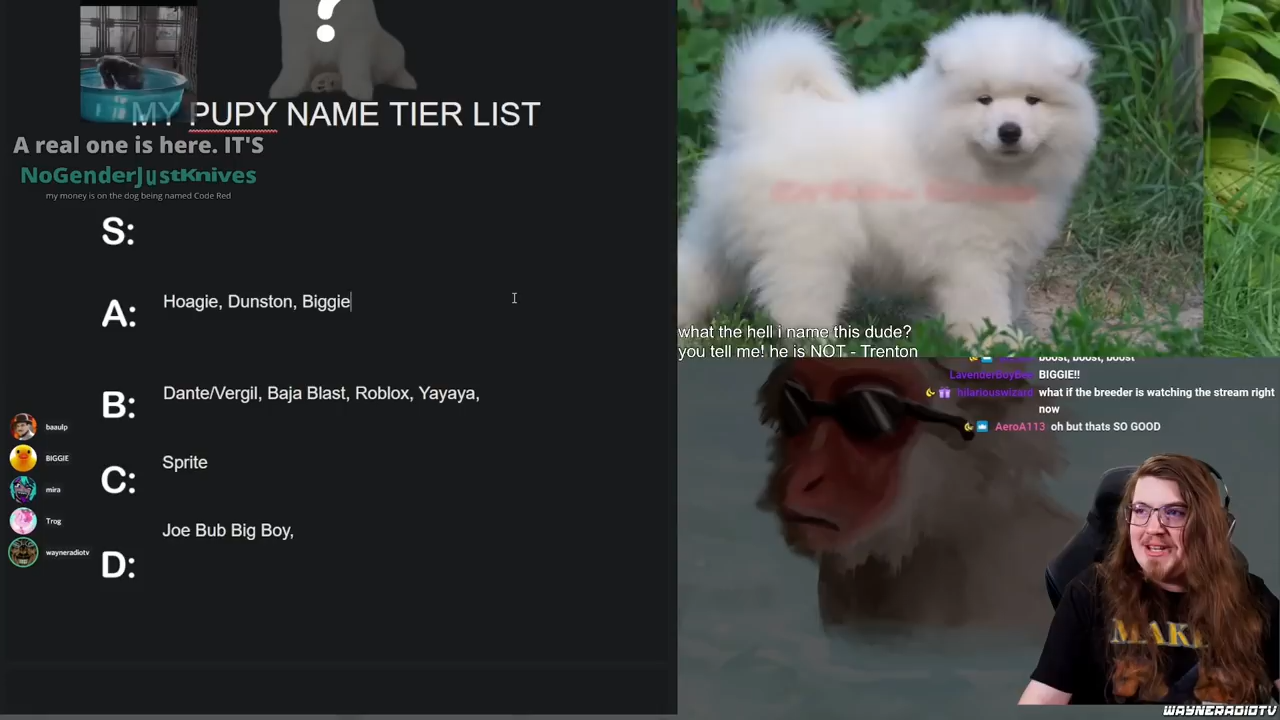 ?
MY PUPY NAME TIER LIST
A real one is here. IT'S
NoGenderJustKnives
my money is on the dog being named Code Red
S:
A:
Hoagie, Dunston, Biggie
B:
Dante/Vergil, Baja Blast, Roblox, Yayaya,
C:
Sprite
D:
Joe Bub Big Boy,
baaulp
BIGGIE
mira
Trog
wayneradiotv
what the hell i name this dude?
you tell me! he is NOT - Trenton
boost, boost, boost
BIGGIE!!
hilariouswizard what if the breeder is watching the stream right
now
AeroA113 oh but thats SO GOOD
MAKE
WAYNERADIOTV